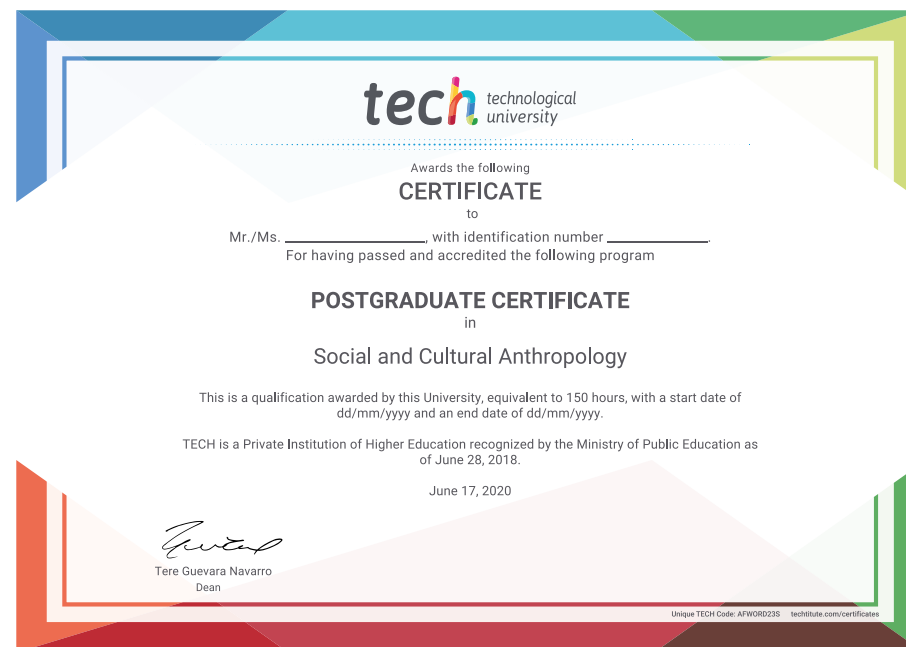 tech technological
university
Awards the following
CERTIFICATE
to
Mr./Ms. ____________________, with identification number ______________.
For having passed and accredited the following program
POSTGRADUATE CERTIFICATE
in
Social and Cultural Anthropology
This is a qualification awarded by this University, equivalent to 150 hours, with a start date of
dd/mm/yyyy and an end date of dd/mm/yyyy.
TECH is a Private Institution of Higher Education recognized by the Ministry of Public Education as
of June 28, 2018.
June 17, 2020
Tere Guevara Navarro
Dean
Unique TECH Code: AFWORD23S techtitute.com/certificates